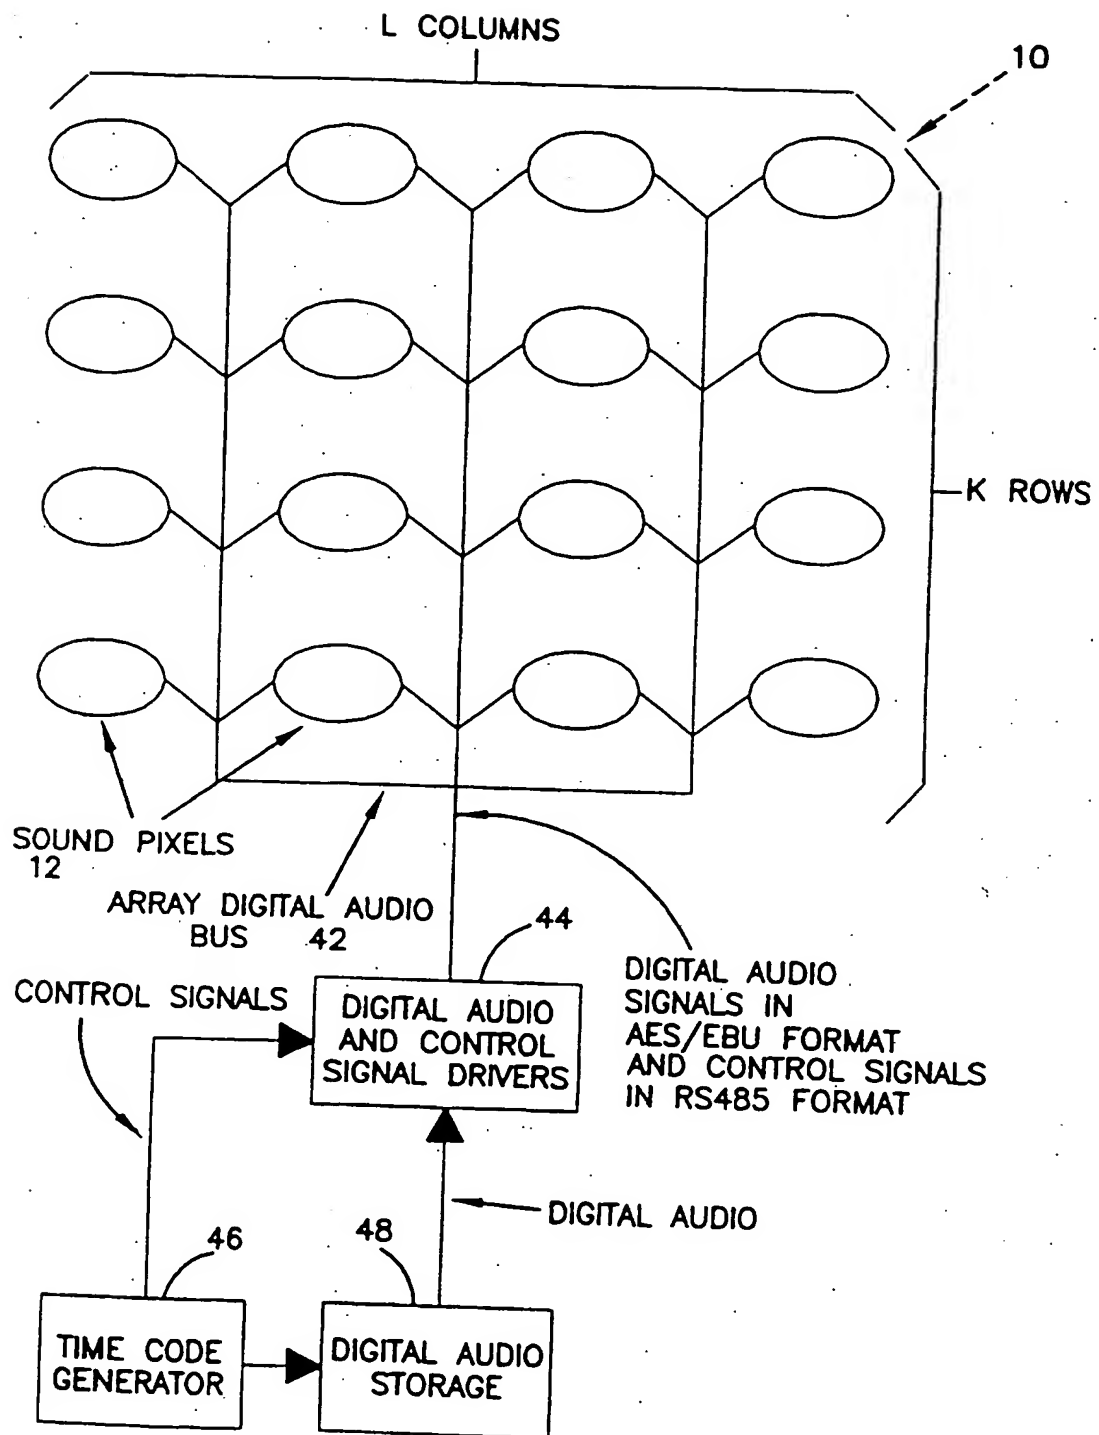 L COLUMNS
10
K ROWS
SOUND PIXELS
12
ARRAY DIGITAL AUDIO
BUS 42
44
CONTROL SIGNALS
DIGITAL AUDIO
AND CONTROL
SIGNAL DRIVERS
DIGITAL AUDIO
SIGNALS IN
AES/EBU FORMAT
AND CONTROL SIGNALS
IN RS485 FORMAT
DIGITAL AUDIO
46
48
TIME CODE
GENERATOR
DIGITAL AUDIO
STORAGE